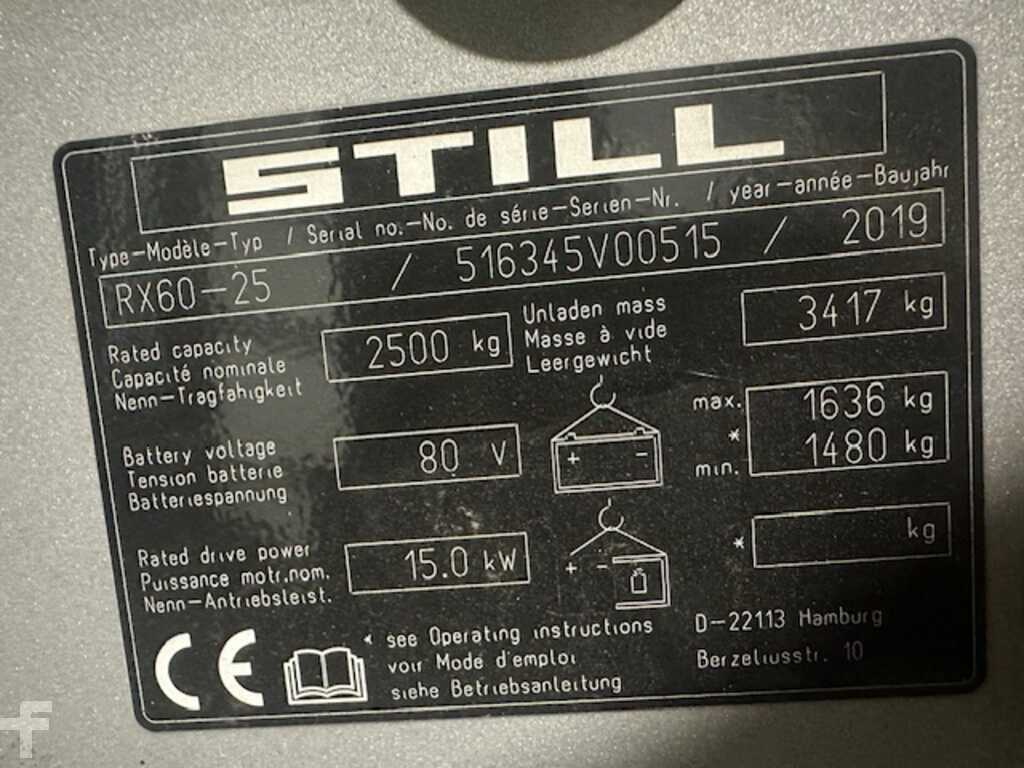 STILL
Type-Modèle-Typ / Serial no.-No. de série-Serien-Nr. / year-année-Baujahr
RX60-25 / 516345V00515 / 2019
Rated capacity
Capacité nominale
Nenn-Tragfähigkeit
2500 kg
Unladen mass
Masse à vide
Leergewicht
3417 kg
Battery voltage
Tension batterie
Batteriespannung
80 V
+ -
max. 1636 kg
*
min. 1480 kg
Rated drive power
Puissance motr.nom.
Nenn-Antriebsleist.
15.0 kW
+ -
* kg
CE
* see Operating instructions
voir Mode d'emploi
siehe Betriebsanleitung
D-22113 Hamburg
Berzeliusstr. 10
F